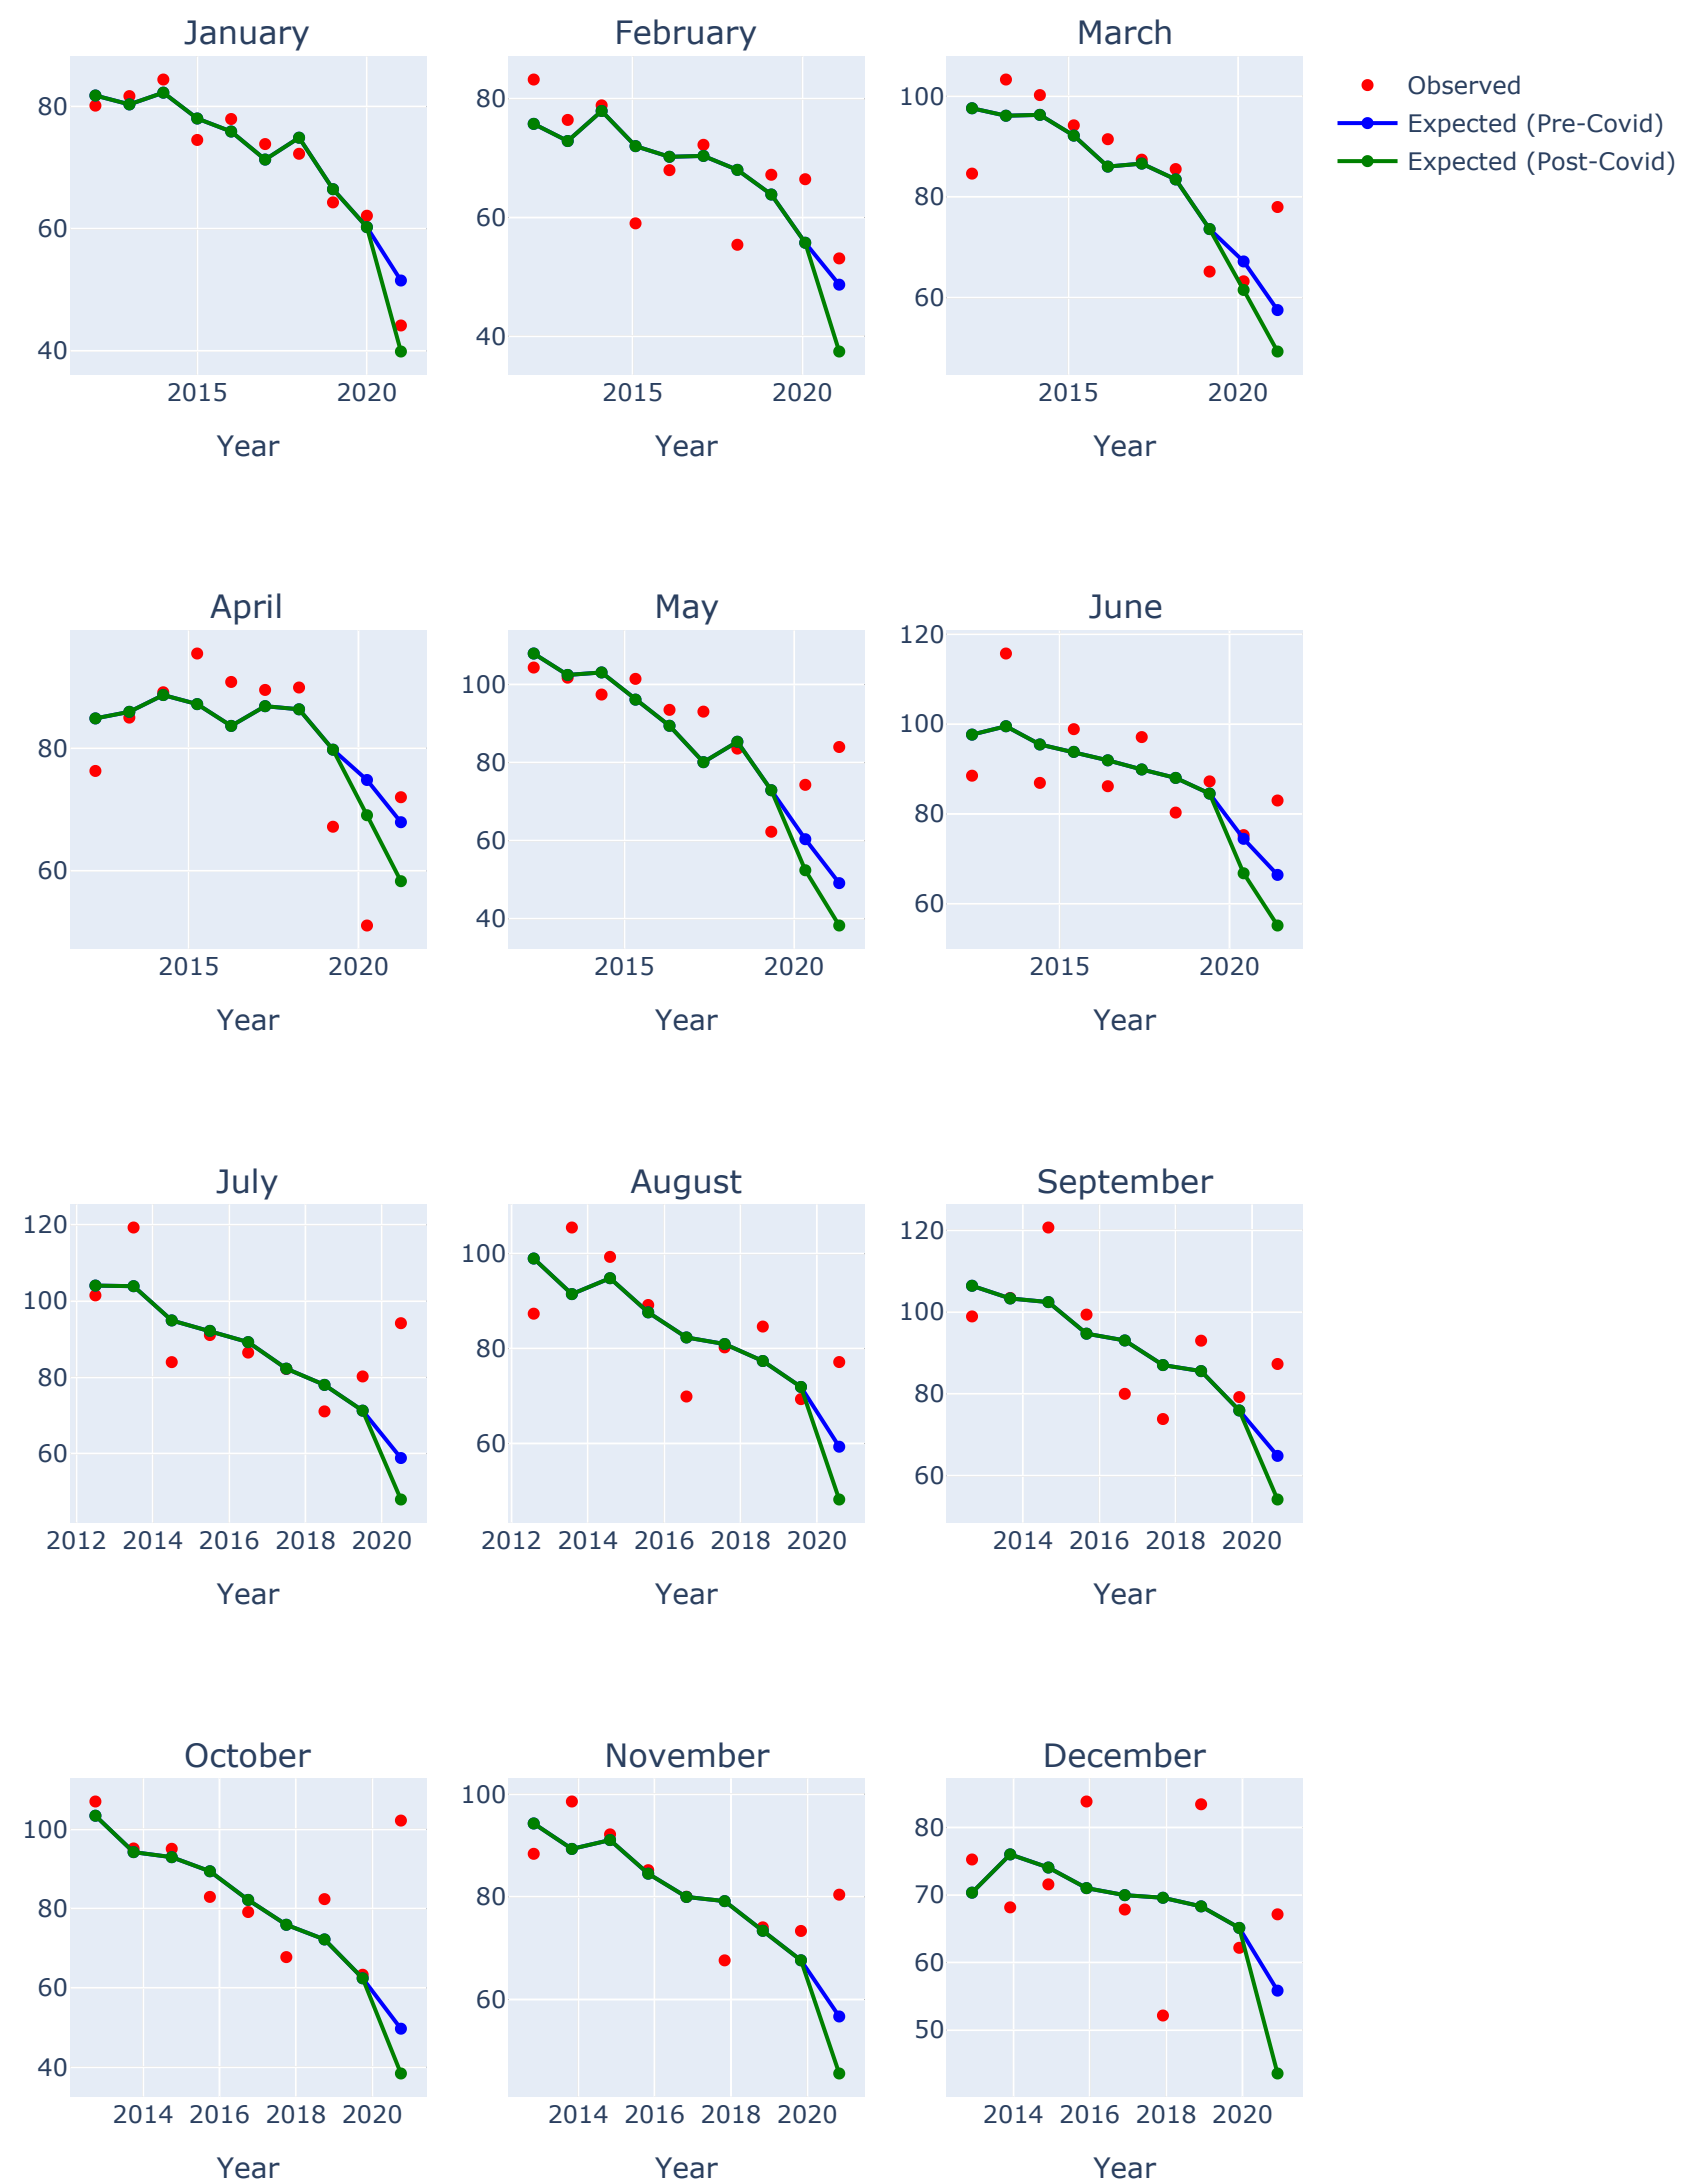 January
February
March
Observed
Expected (Pre-Covid)
Expected (Post-Covid)
80
60
40
2015
2020
Year
80
60
40
2015
2020
Year
100
80
60
2015
2020
Year
April
May
June
80
60
2015
2020
Year
100
80
60
40
2015
2020
Year
120
100
80
60
2015
2020
Year
July
August
September
120
100
80
60
2012 2014 2016 2018 2020
Year
100
80
60
2012 2014 2016 2018 2020
Year
120
100
80
60
2014 2016 2018 2020
Year
October
November
December
100
80
60
40
2014 2016 2018 2020
Year
100
80
60
2014 2016 2018 2020
Year
80
70
60
50
2014 2016 2018 2020
Year